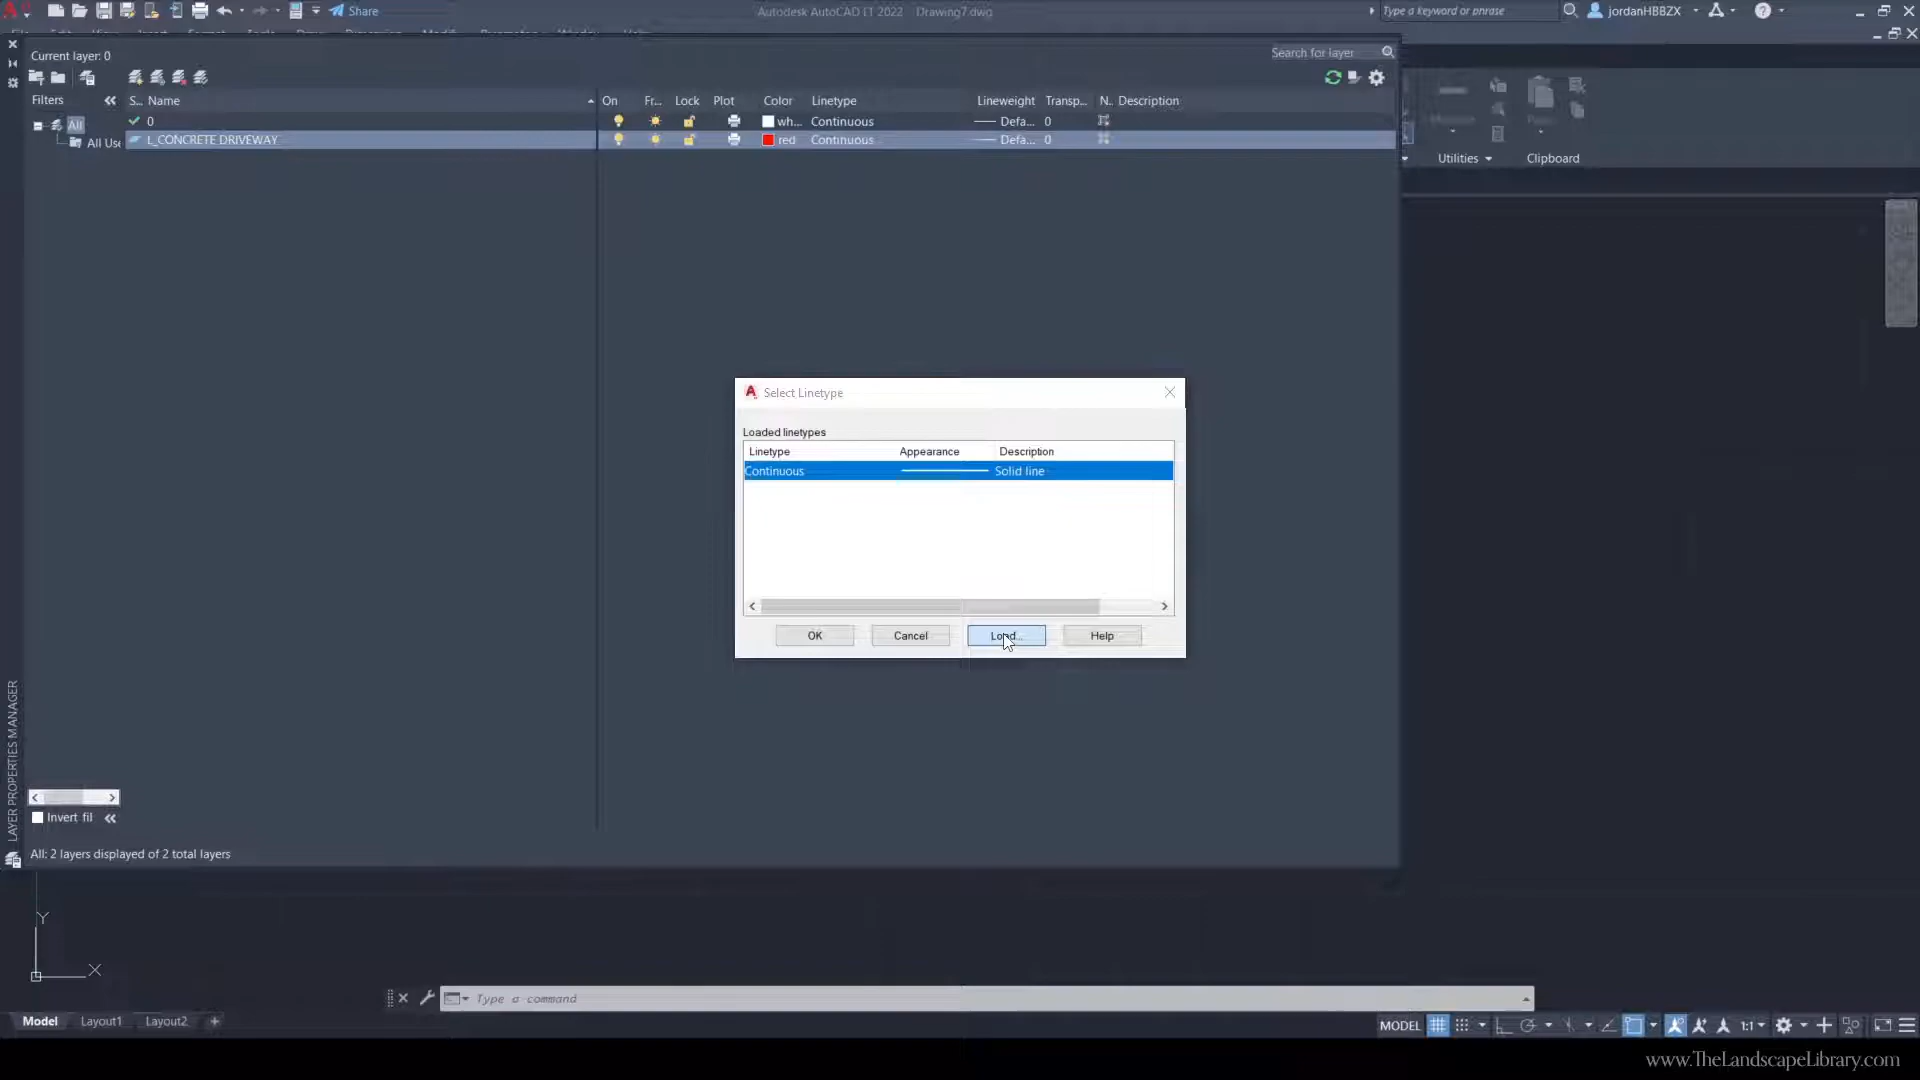 Share
Autodesk AutoCAD LT 2022 Drawing7.dwg
Type a keyword or phrase
jordanHBBZX
Current layer: 0
Search for layer
Filters
S.. Name On Fr... Lock Plot Color Linetype Lineweight Transp... N.. Description
All
0 wh... Continuous Defa... 0
All Use
L_CONCRETE DRIVEWAY red Continuous Defa... 0
Utilities
Clipboard
Select Linetype
Loaded linetypes
Linetype Appearance Description
Continuous Solid line
OK Cancel Load... Help
LAYER PROPERTIES MANAGER
Invert fil
All: 2 layers displayed of 2 total layers
Y
X
Type a command
Model Layout1 Layout2 +
MODEL 1:1
www.TheLandscapeLibrary.com